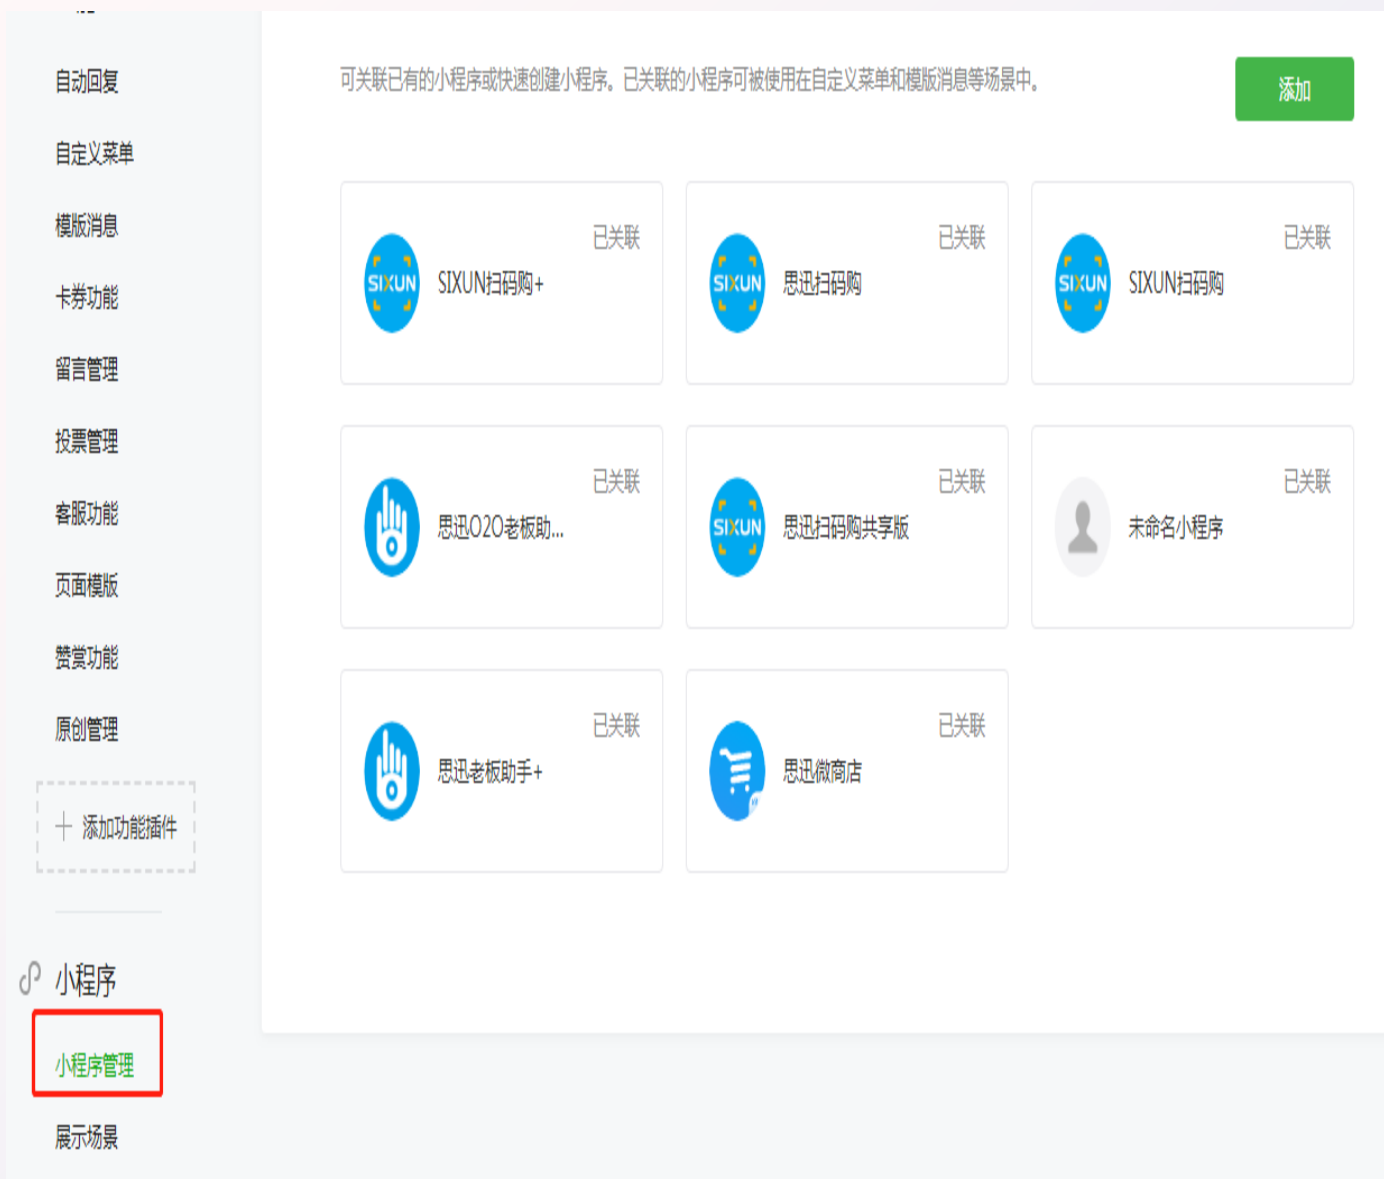 自动回复
自定义菜单
模版消息
卡券功能
留言管理
投票管理
客服功能
页面模版
赞赏功能
原创管理
添加功能插件
小程序
小程序管理
展示场景
可关联已有的小程序或快速创建小程序。已关联的小程序可被使用在自定义菜单和模版消息等场景中。
添加
已关联
SIXUN
SIXUN扫码购+
已关联
SIXUN
思迅扫码购
已关联
SIXUN
SIXUN扫码购
已关联
思迅O2O老板助...
已关联
SIXUN
思迅扫码购共享版
已关联
未命名小程序
已关联
思迅老板助手+
已关联
思迅微商店